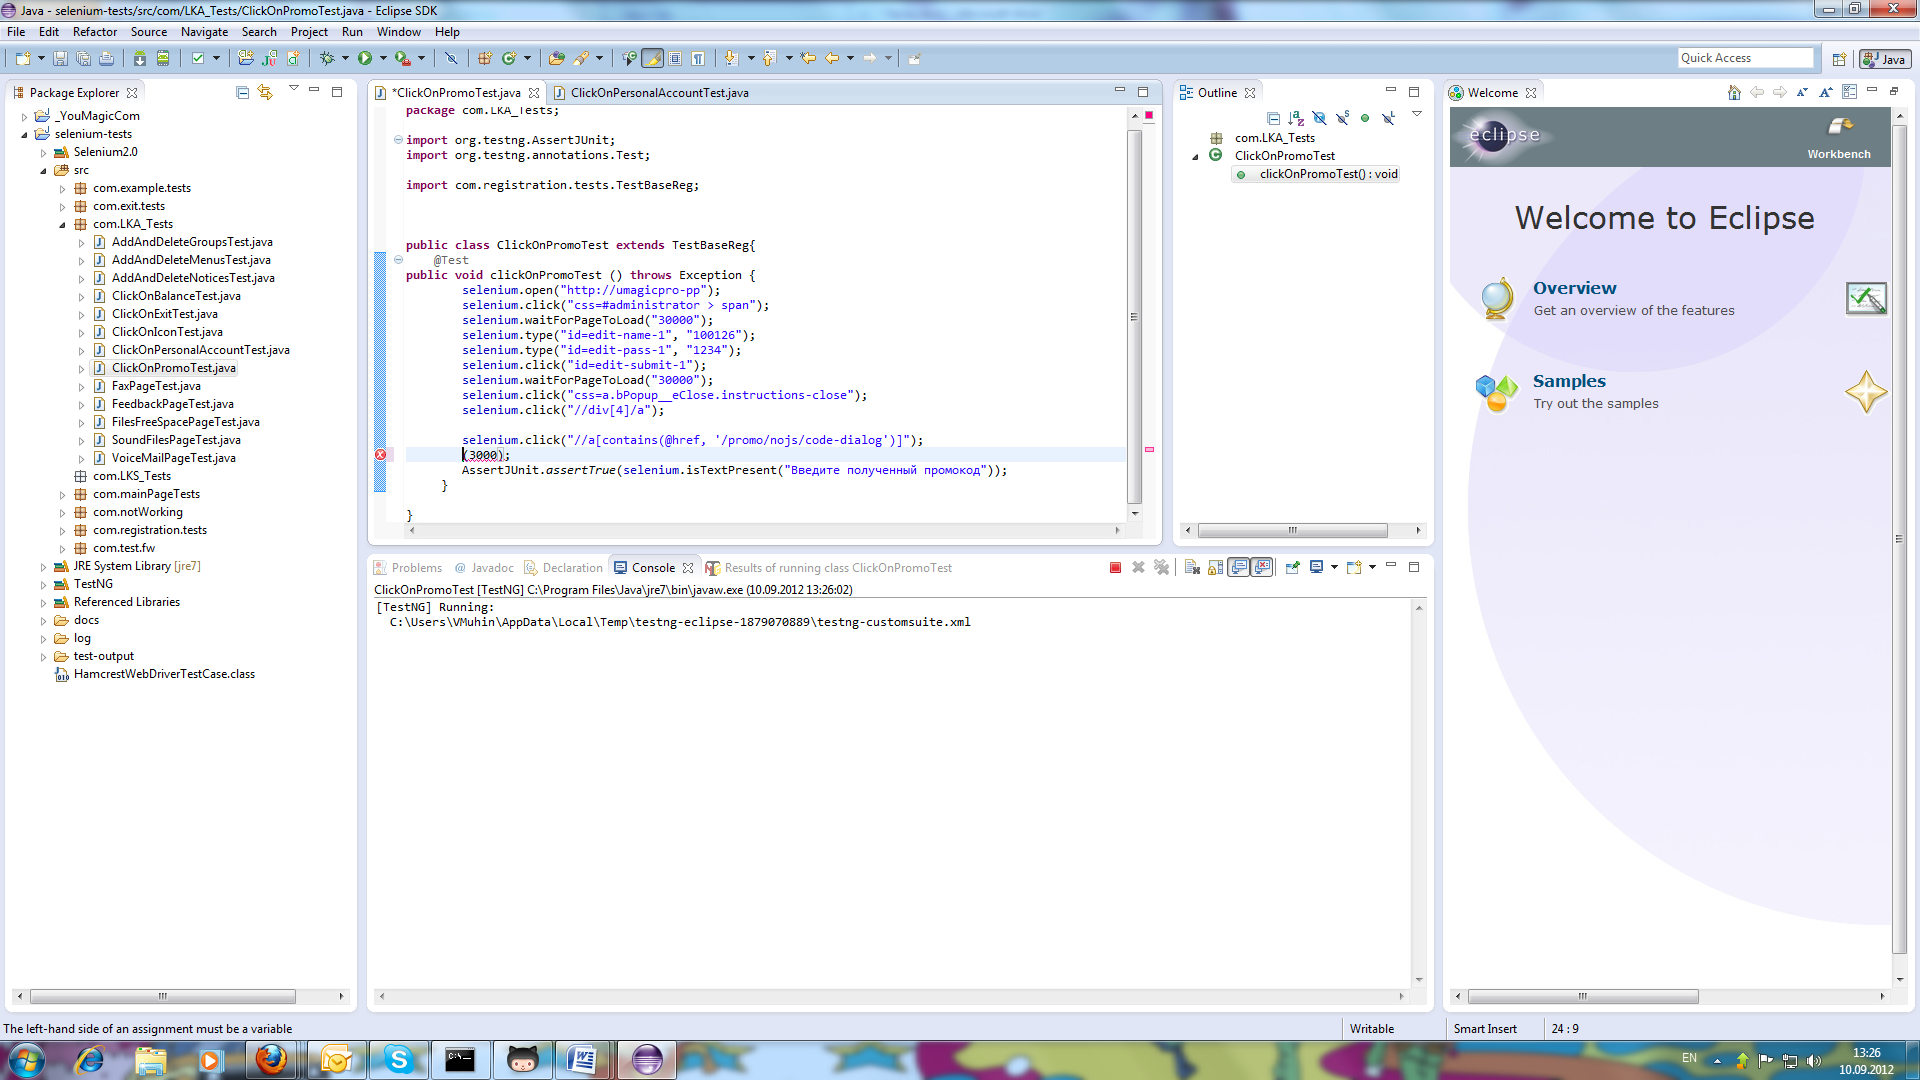 Java - selenium-tests/src/com/LKA_Tests/ClickOnPromoTest.java - Eclipse SDK
File Edit Refactor Source Navigate Search Project Run Window Help
Quick Access
Java
Package Explorer
_YouMagicCom
selenium-tests
Selenium2.0
src
com.example.tests
com.exit.tests
com.LKA_Tests
AddAndDeleteGroupsTest.java
AddAndDeleteMenusTest.java
AddAndDeleteNoticesTest.java
ClickOnBalanceTest.java
ClickOnExitTest.java
ClickOnIconTest.java
ClickOnPersonalAccountTest.java
ClickOnPromoTest.java
FaxPageTest.java
FeedbackPageTest.java
FilesFreeSpacePageTest.java
SoundFilesPageTest.java
VoiceMailPageTest.java
com.LKS_Tests
com.mainPageTests
com.notWorking
com.registration.tests
com.test.fw
JRE System Library [jre7]
TestNG
Referenced Libraries
docs
log
test-output
HamcrestWebDriverTestCase.class
*ClickOnPromoTest.java ClickOnPersonalAccountTest.java
package com.LKA_Tests;
import org.testng.AssertJUnit;
import org.testng.annotations.Test;
import com.registration.tests.TestBaseReg;
public class ClickOnPromoTest extends TestBaseReg{
@Test
public void clickOnPromoTest () throws Exception {
selenium.open("http://umagicpro-pp");
selenium.click("css=#administrator > span");
selenium.waitForPageToLoad("30000");
selenium.type("id=edit-name-1", "100126");
selenium.type("id=edit-pass-1", "1234");
selenium.click("id=edit-submit-1");
selenium.waitForPageToLoad("30000");
selenium.click("css=a.bPopup__eClose.instructions-close");
selenium.click("//div[4]/a");
selenium.click("//a[contains(@href, '/promo/nojs/code-dialog')]");
(3000);
AssertJUnit.assertTrue(selenium.isTextPresent("Введите полученный промокод"));
}
}
Outline
com.LKA_Tests
ClickOnPromoTest
clickOnPromoTest() : void
Problems Javadoc Declaration Console Results of running class ClickOnPromoTest
ClickOnPromoTest [TestNG] C:\Program Files\Java\jre7\bin\javaw.exe (10.09.2012 13:26:02)
[TestNG] Running:
C:\Users\VMuhin\AppData\Local\Temp\testng-eclipse-1879070889\testng-customsuite.xml
Welcome
eclipse
Workbench
Welcome to Eclipse
Overview
Get an overview of the features
Samples
Try out the samples
The left-hand side of an assignment must be a variable
Writable Smart Insert 24 : 9
EN
13:26
10.09.2012